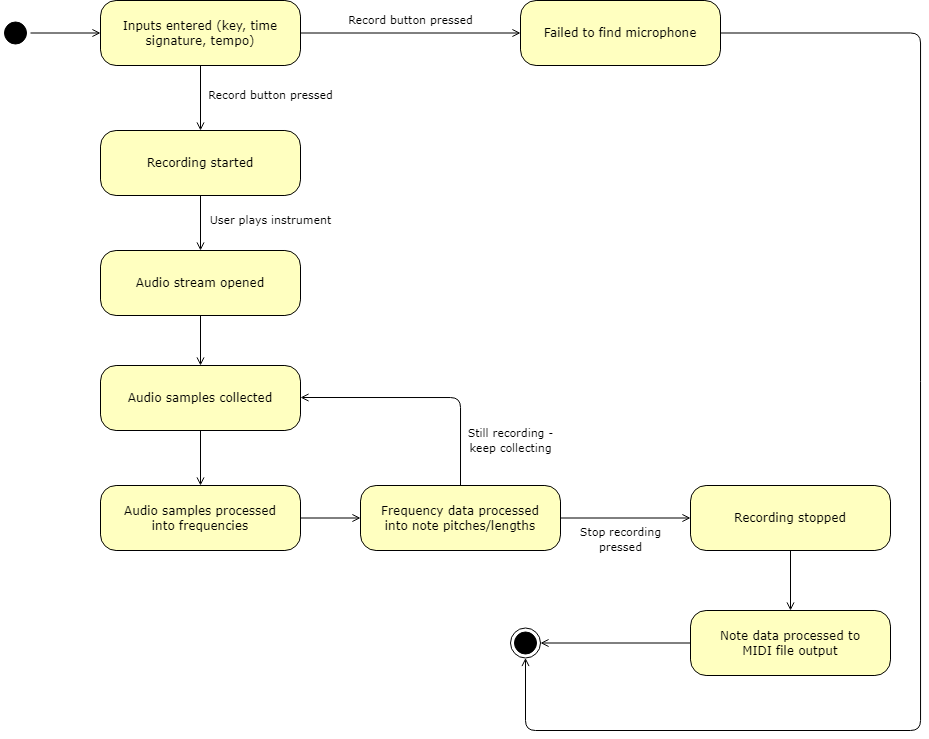 Inputs entered (key, time
signature, tempo)
Record button pressed
Failed to find microphone
Record button pressed
Recording started
User plays instrument
Audio stream opened
Audio samples collected
Still recording -
keep collecting
Audio samples processed
into frequencies
Frequency data processed
into note pitches/lengths
Stop recording
pressed
Recording stopped
Note data processed to
MIDI file output